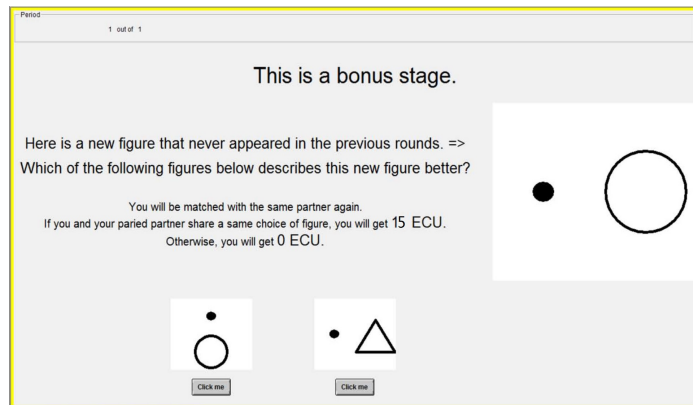 Period
1 out of 1
This is a bonus stage.
Here is a new figure that never appeared in the previous rounds. =>
Which of the following figures below describes this new figure better?
You will be matched with the same partner again.
If you and your paried partner share a same choice of figure, you will get 15 ECU.
Otherwise, you will get 0 ECU.
Click me
Click me